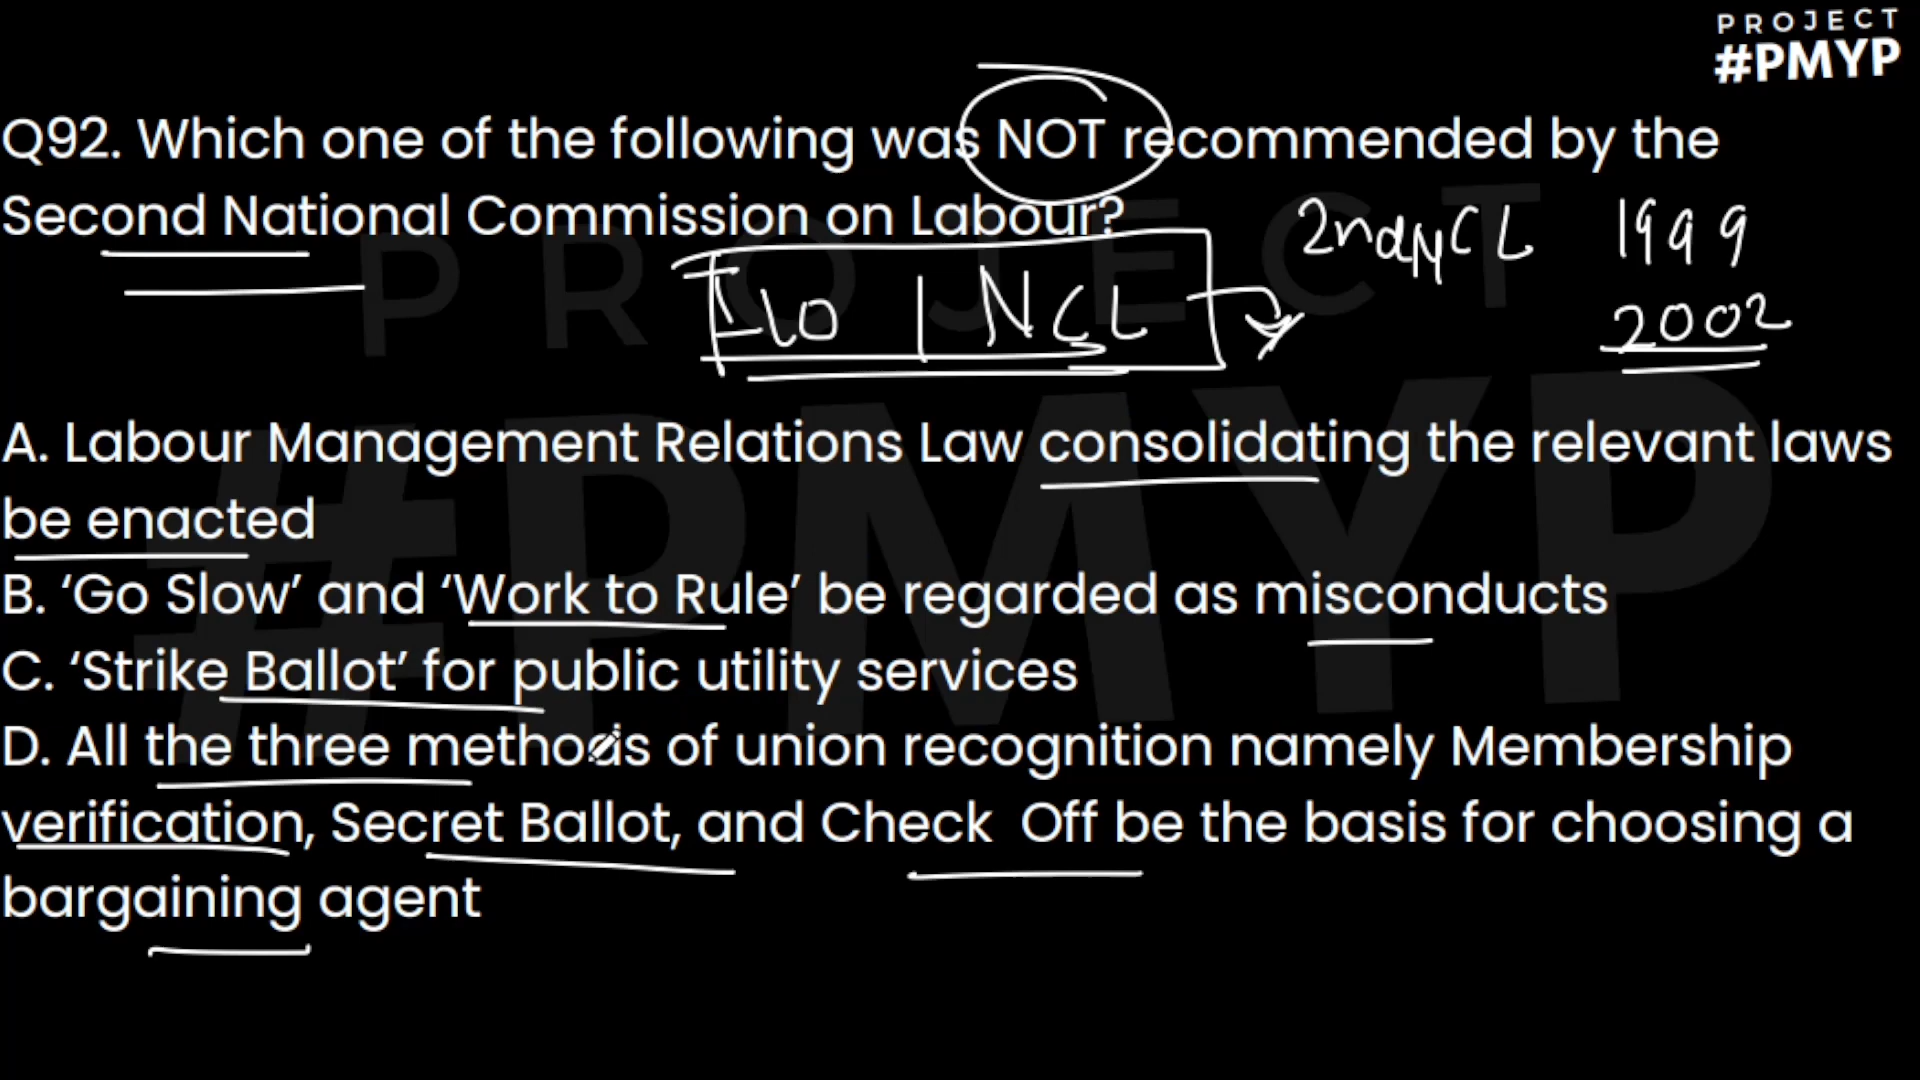 PROJECT
#PMYP
Q92. Which one of the following was NOT recommended by the
Second National Commission on Labour?
2nd NCL 1999
2002
Ilo | NCL
A. Labour Management Relations Law consolidating the relevant laws
be enacted
B. ‘Go Slow’ and ‘Work to Rule’ be regarded as misconducts
C. ‘Strike Ballot’ for public utility services
D. All the three methods of union recognition namely Membership
verification, Secret Ballot, and Check Off be the basis for choosing a
bargaining agent
PROJECT
#PMYP